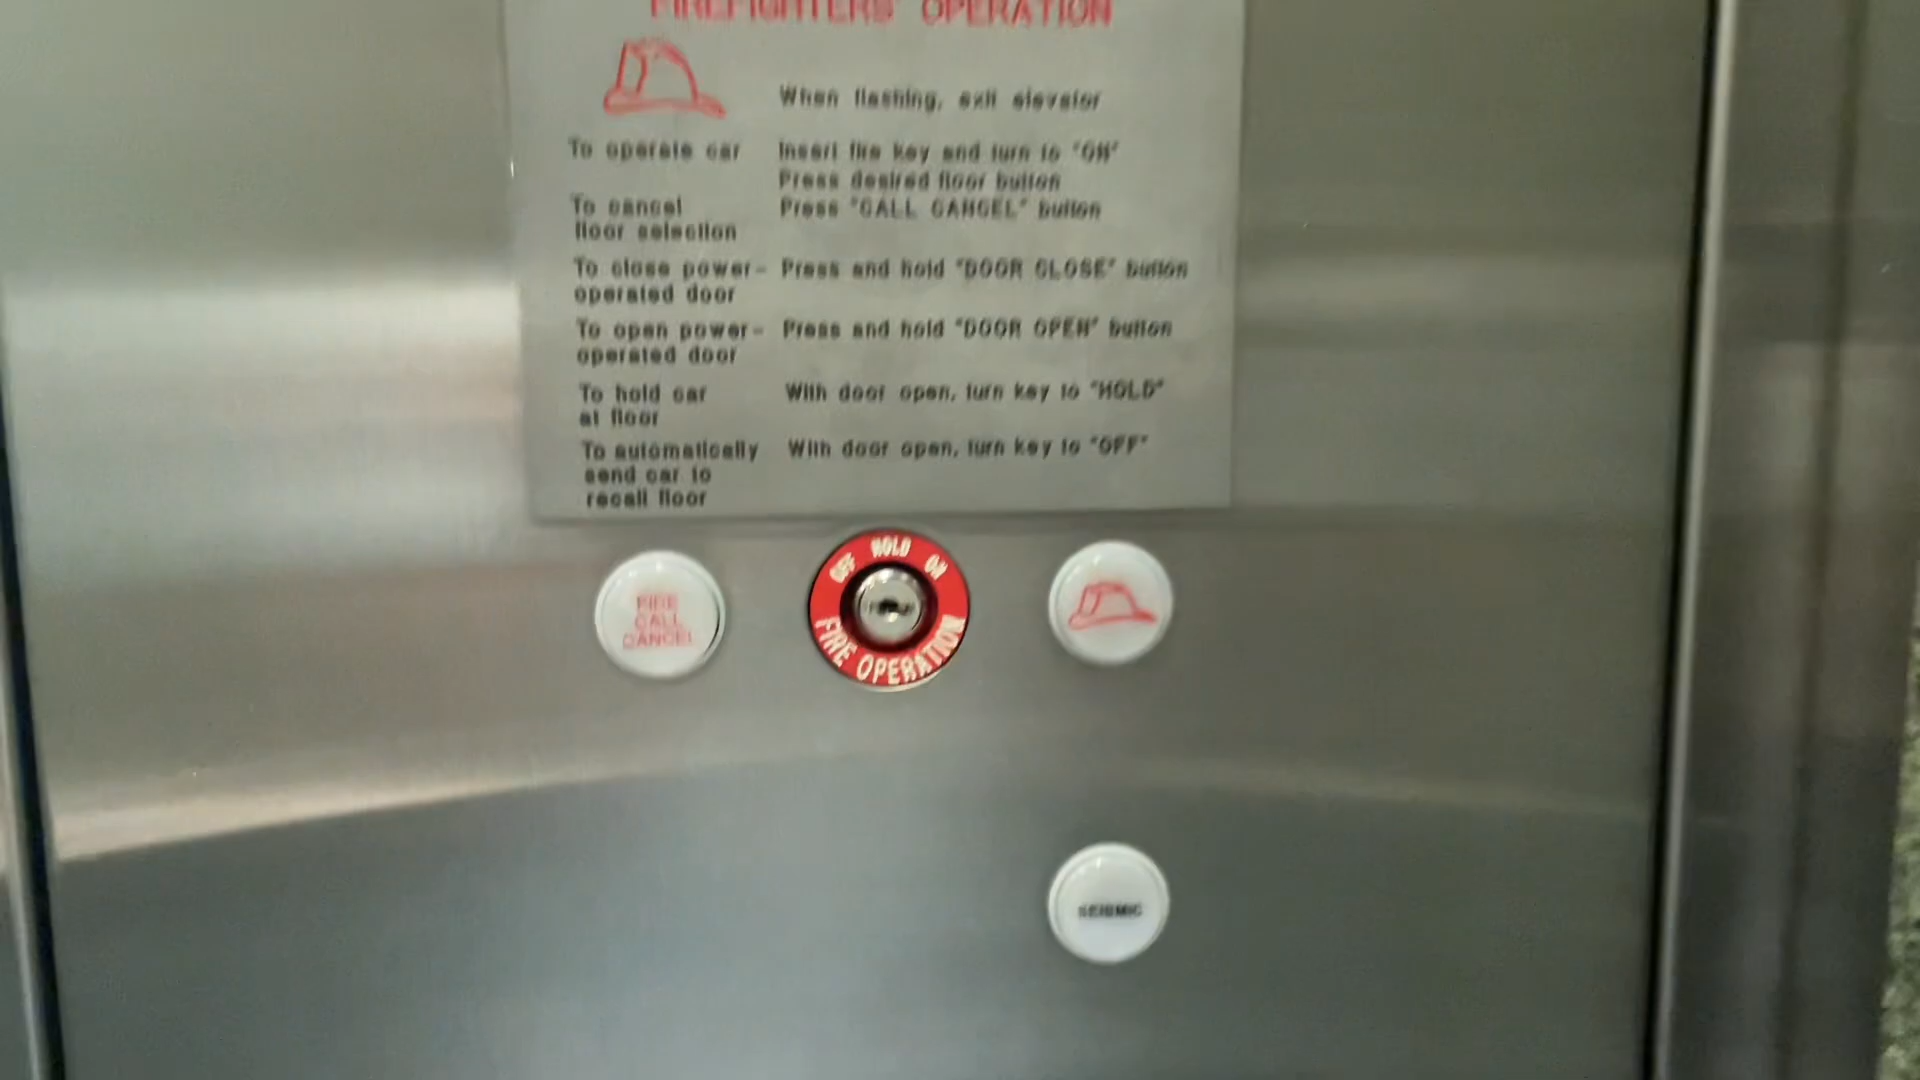 FIREFIGHTERS' OPERATION
When flashing, exit elevator
To operate car Insert fire key and turn to "ON"
Press desired floor button
To cancel Press "CALL CANCEL" button
floor selection
To close power- Press and hold "DOOR CLOSE" button
operated door
To open power- Press and hold "DOOR OPEN" button
operated door
To hold car With door open, turn key to "HOLD"
at floor
To automatically With door open, turn key to "OFF"
send car to
recall floor
FIRE
CALL
CANCEL
OFF HOLD ON
FIRE OPERATION
SEISMIC